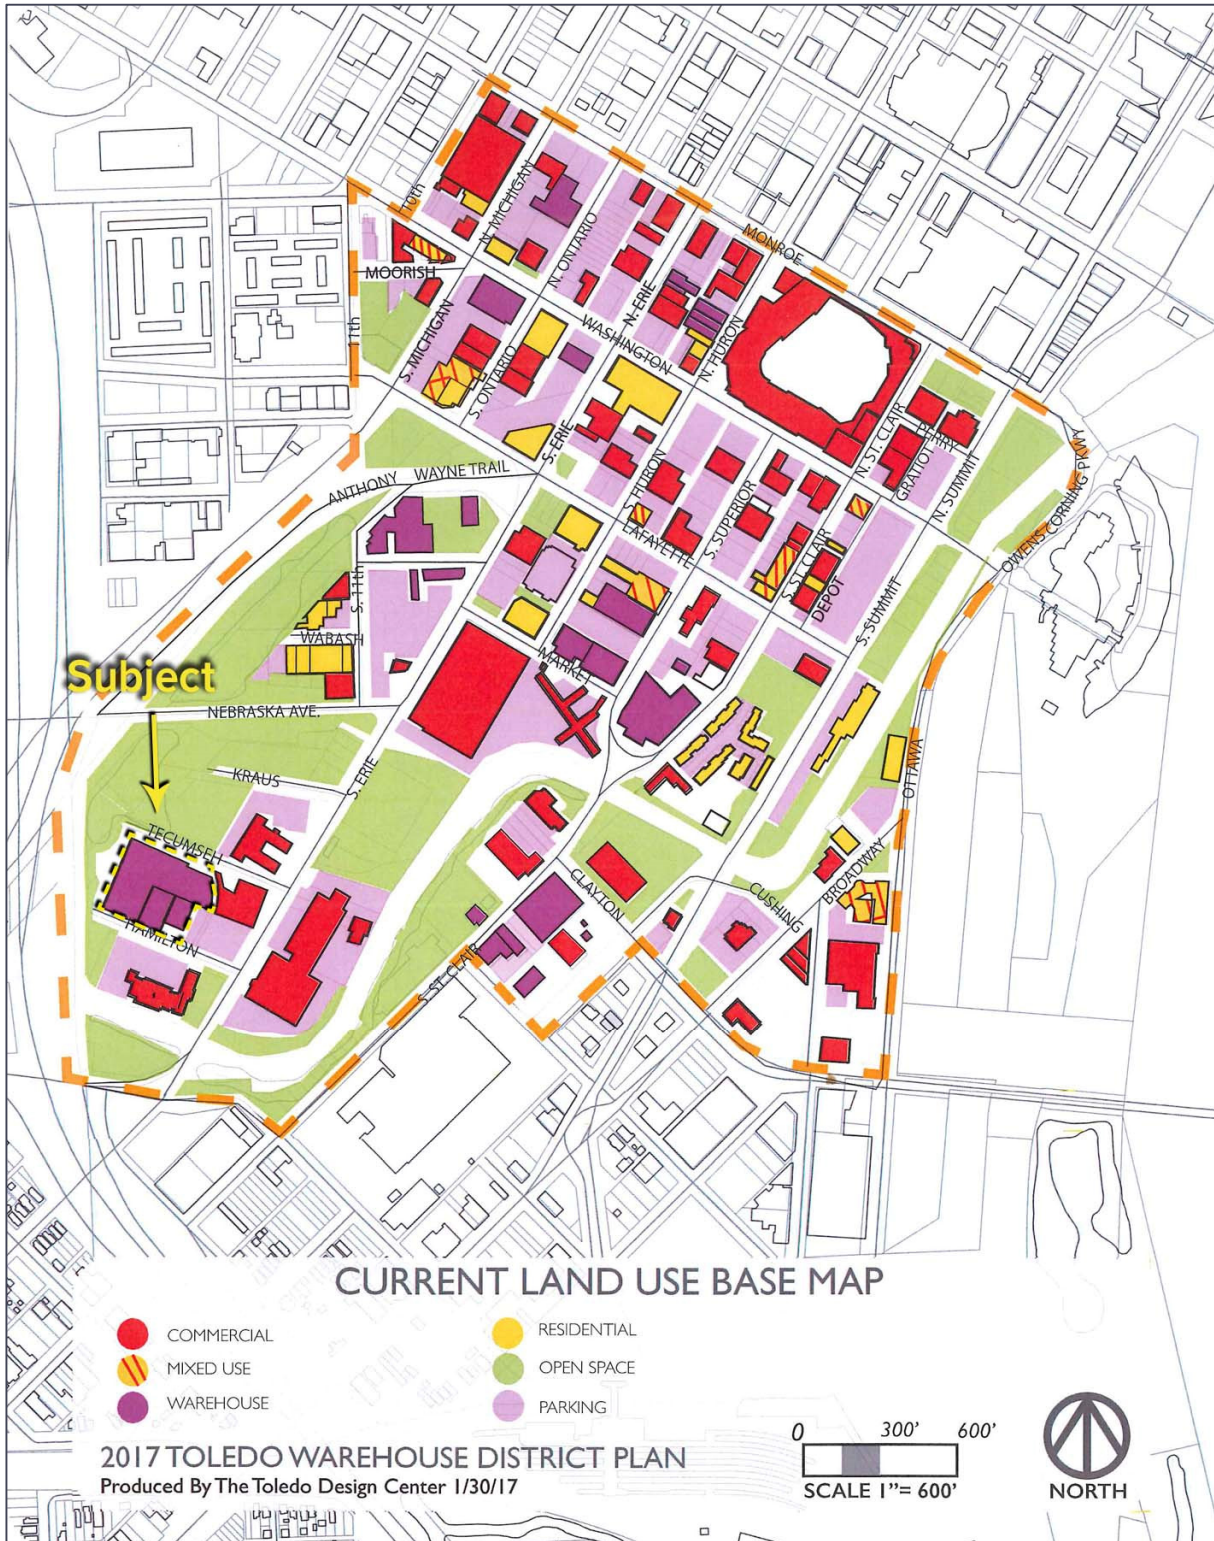 MONROE
10th
N. MICHIGAN
N. ONTARIO
MOORISH
N. ERIE
WASHINGTON
N. HURON
11th
S. MICHIGAN
S. ONTARIO
N. ST. CLAIR
PERRY
GRATIOT
N. SUMMIT
OWENS CORNING PKWY
S. ERIE
ANTHONY WAYNE TRAIL
S. HURON
LAFAYETTE
S. SUPERIOR
S. ST. CLAIR
DEPOT
S. SUMMIT
S. 11th
WABASH
MARKET
Subject
NEBRASKA AVE.
KRAUS
S. ERIE
OTTAWA
TECUMSEH
HAMILTON
CLAYTON
CUSHING
BROADWAY
S. ST. CLAIR
CURRENT LAND USE BASE MAP
COMMERCIAL
RESIDENTIAL
MIXED USE
OPEN SPACE
WAREHOUSE
PARKING
2017 TOLEDO WAREHOUSE DISTRICT PLAN
Produced By The Toledo Design Center 1/30/17
0 300' 600'
SCALE 1"= 600'
NORTH